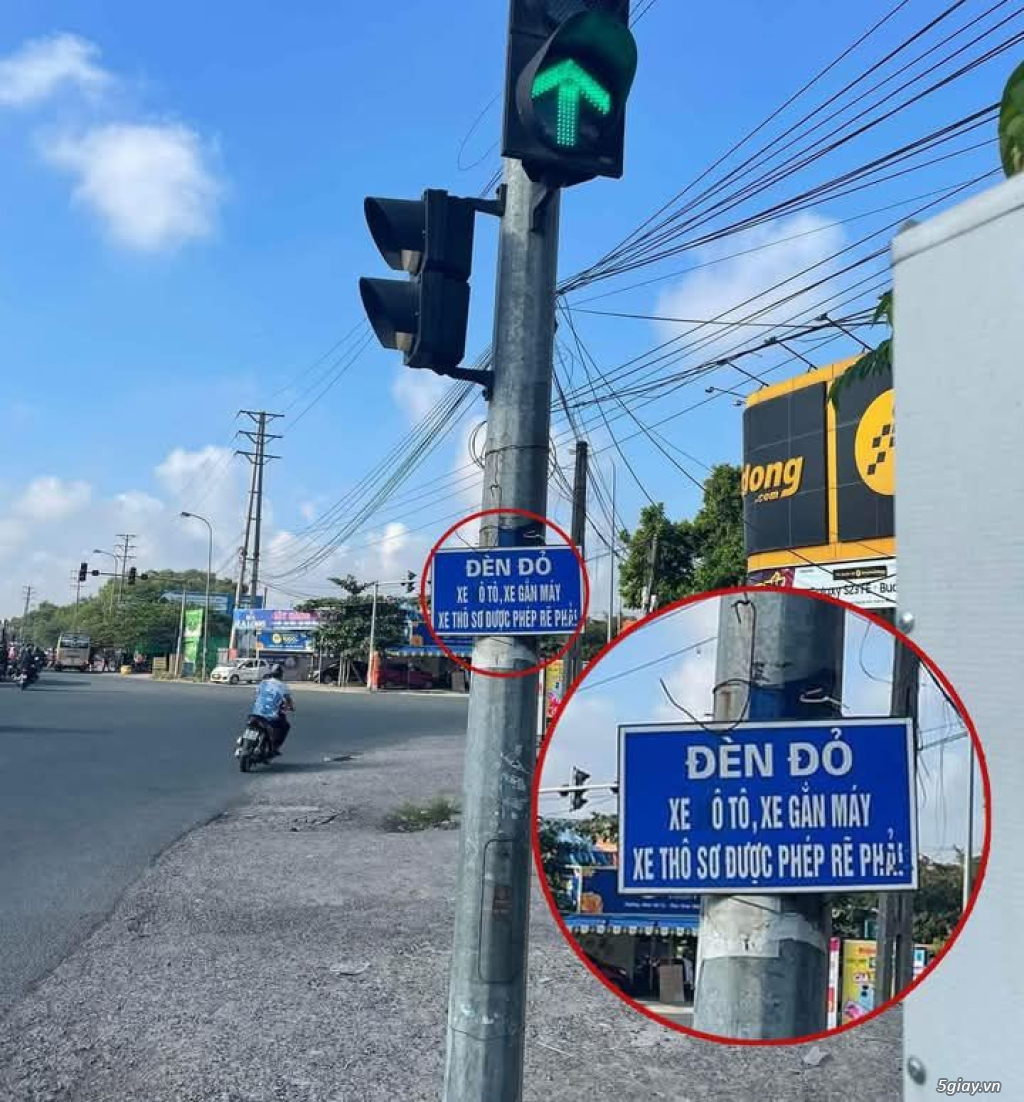 dong
.com
ĐÈN ĐỎ
XE Ô TÔ, XE GẮN MÁY
XE THÔ SƠ ĐƯỢC PHÉP RẼ PHẢI
ĐÈN ĐỎ
XE Ô TÔ, XE GẮN MÁY
XE THÔ SƠ ĐƯỢC PHÉP RẼ PHẢI
5giay.vn